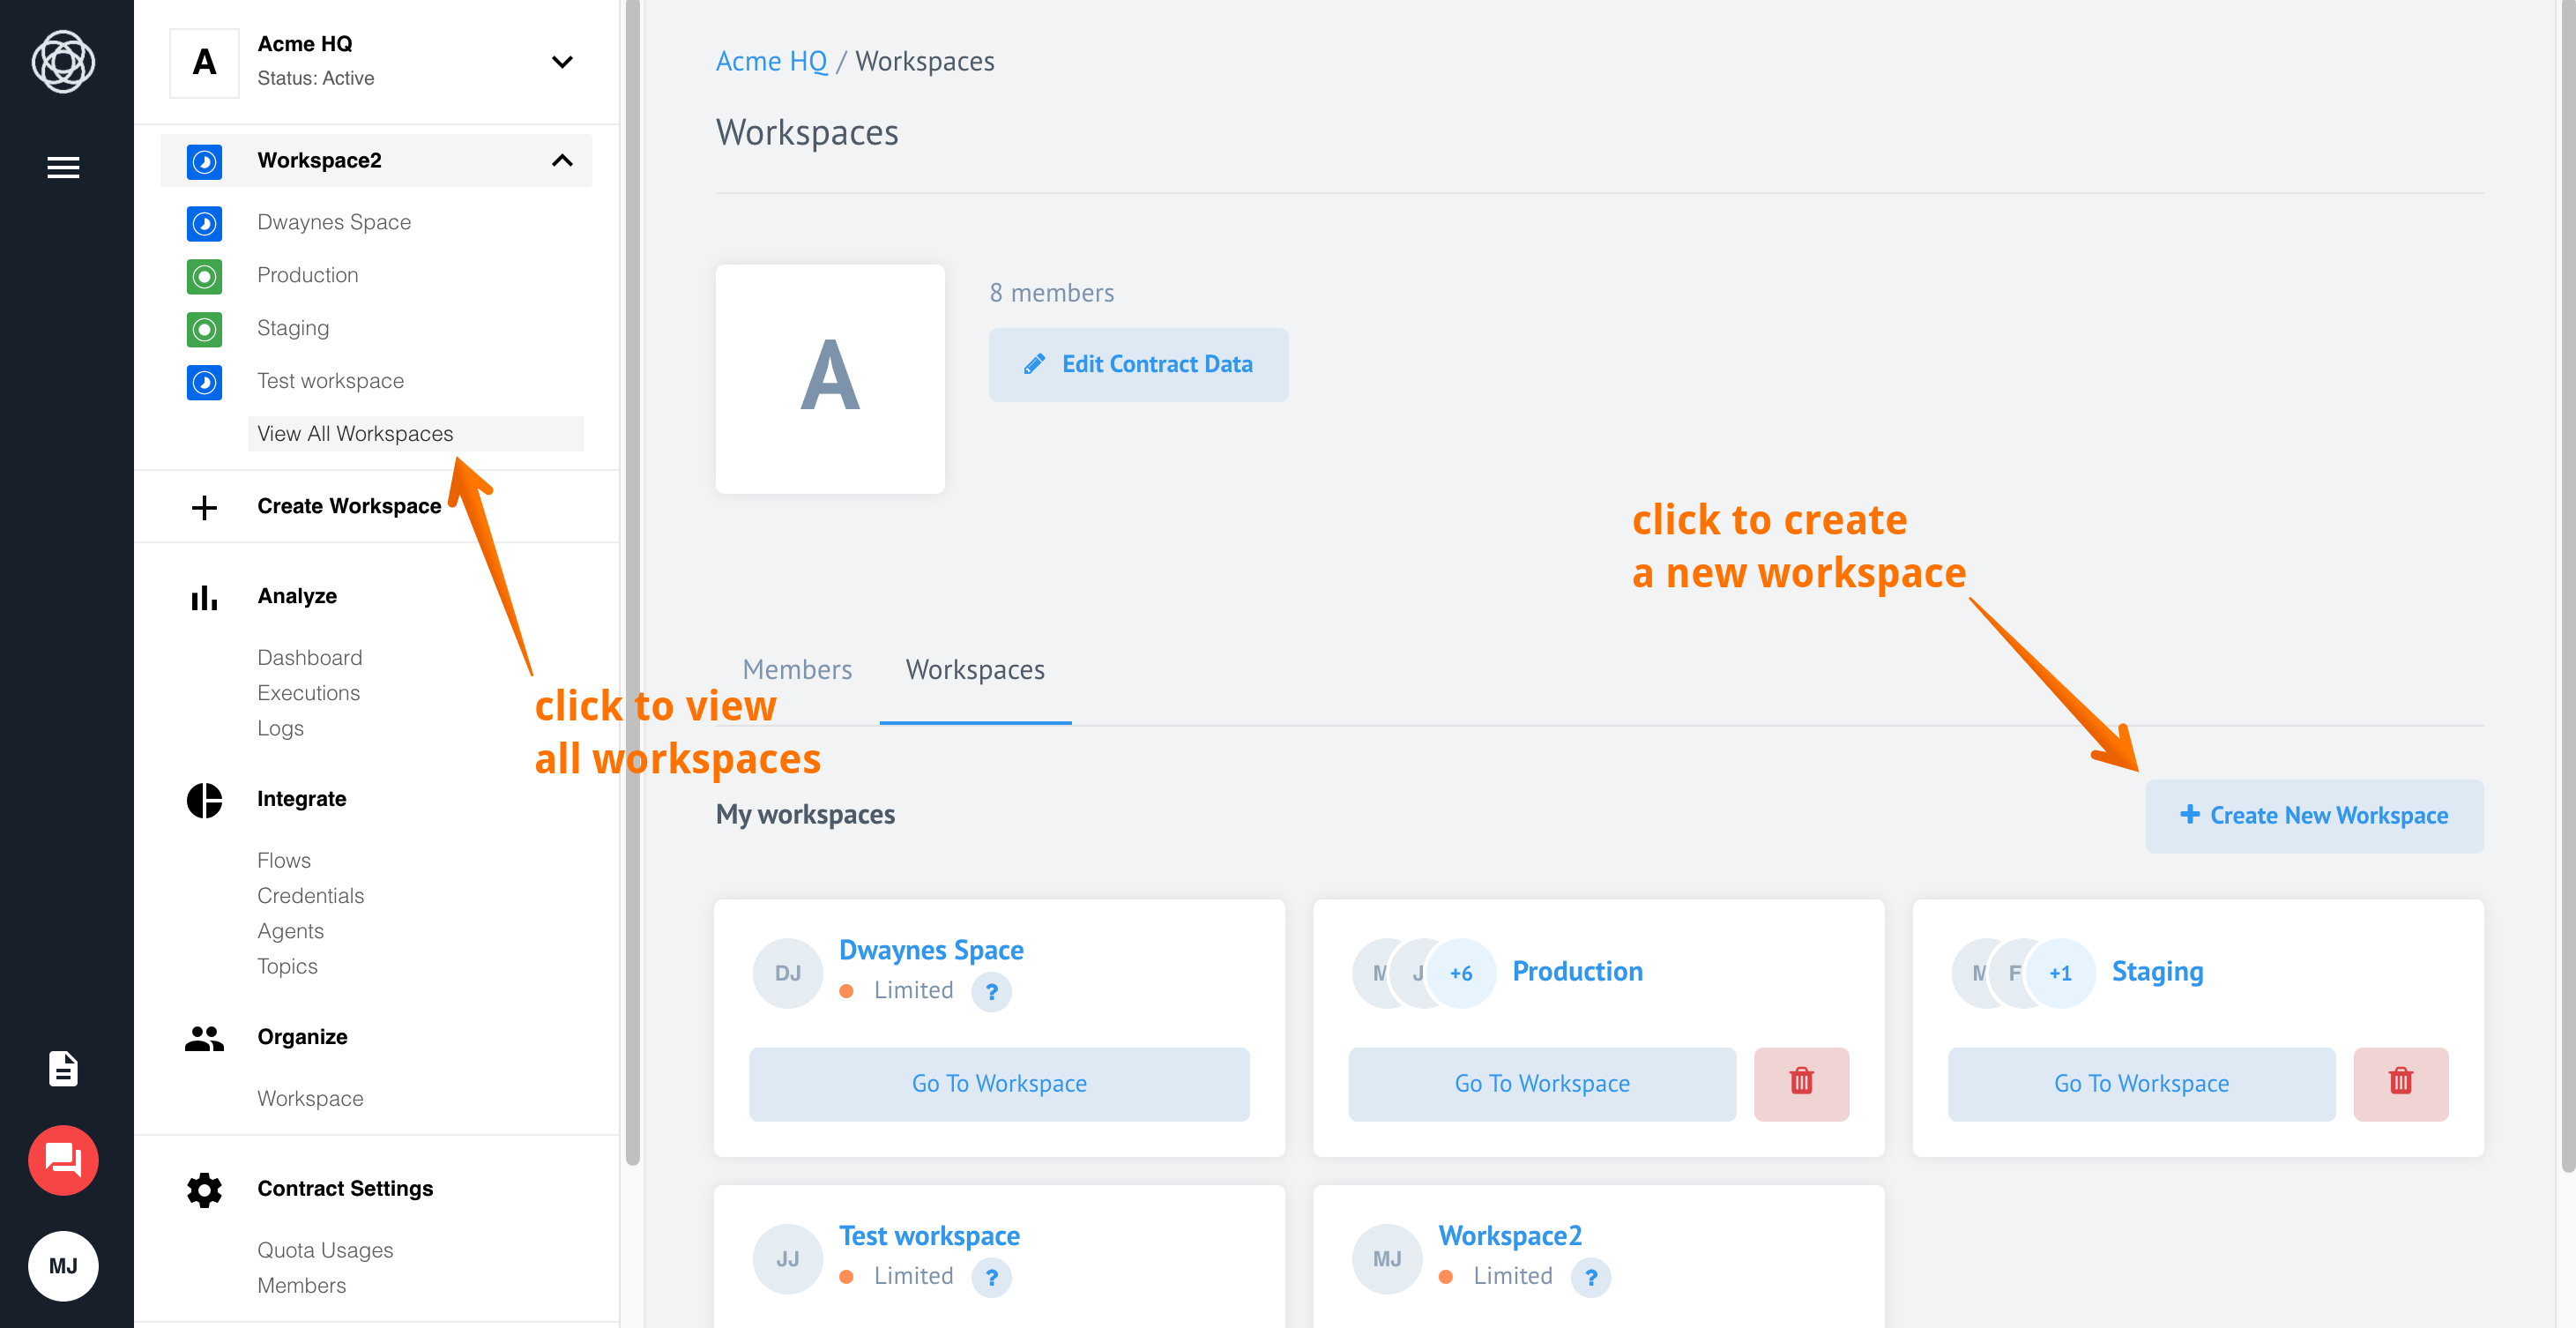 A
Acme HQ
Status: Active
Workspace2
Dwaynes Space
Production
Staging
Test workspace
View All Workspaces
Create Workspace
Analyze
Dashboard
Executions
Logs
Integrate
Flows
Credentials
Agents
Topics
Organize
Workspace
Contract Settings
Quota Usages
Members
MJ
click to view
all workspaces
Acme HQ / Workspaces
Workspaces
A
8 members
Edit Contract Data
click to create
a new workspace
Members
Workspaces
My workspaces
Create New Workspace
DJ
Dwaynes Space
Limited ?
Go To Workspace
M J +6
Production
Go To Workspace
M F +1
Staging
Go To Workspace
JJ
Test workspace
Limited ?
MJ
Workspace2
Limited ?